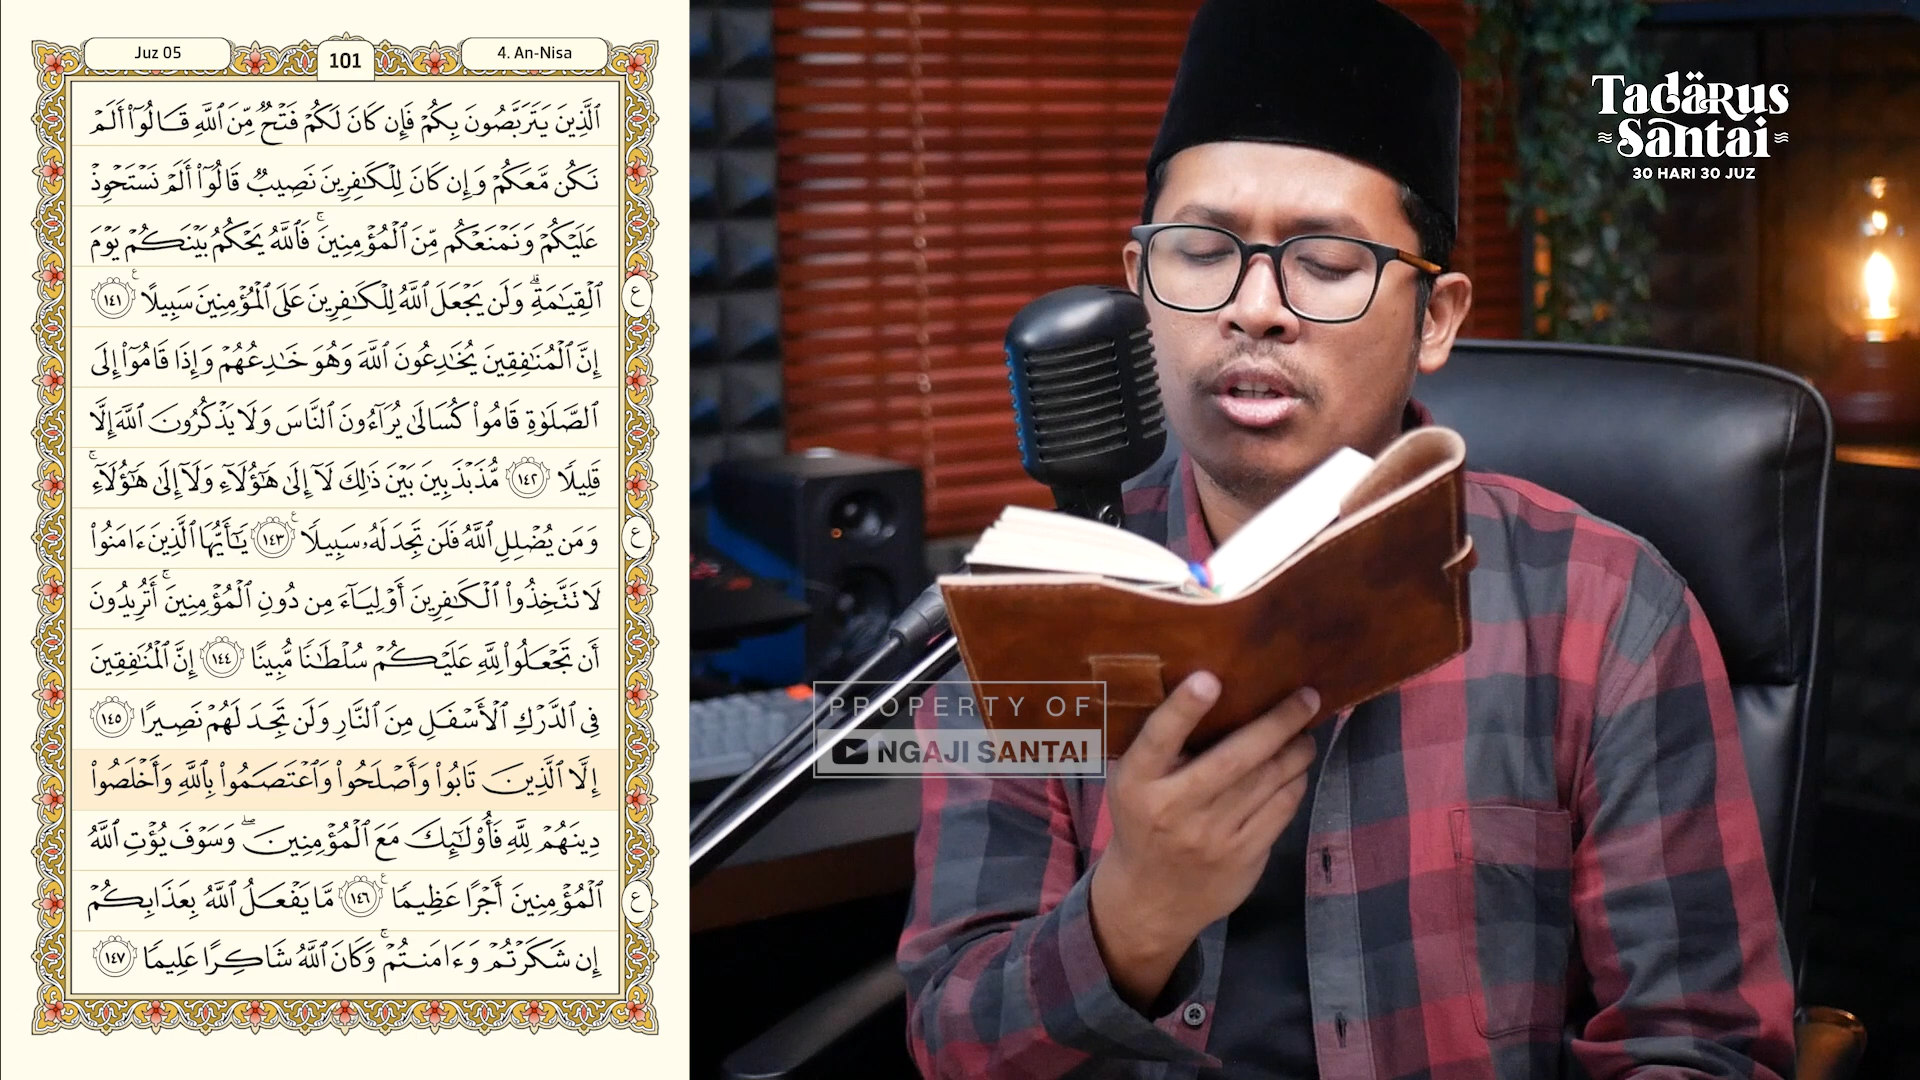 Juz 05
101
4. An-Nisa
ٱلَّذِينَ يَتَرَبَّصُونَ بِكُمْ فَإِن كَانَ لَكُمْ فَتْحٌ مِّنَ ٱللَّهِ قَالُوٓا۟ أَلَمْ
نَكُن مَّعَكُمْ وَإِن كَانَ لِلْكَـٰفِرِينَ نَصِيبٌ قَالُوٓا۟ أَلَمْ نَسْتَحْوِذْ
عَلَيْكُمْ وَنَمْنَعْكُم مِّنَ ٱلْمُؤْمِنِينَ ۚ فَٱللَّهُ يَحْكُمُ بَيْنَكُمْ يَوْمَ
ٱلْقِيَـٰمَةِ ۗ وَلَن يَجْعَلَ ٱللَّهُ لِلْكَـٰفِرِينَ عَلَى ٱلْمُؤْمِنِينَ سَبِيلًا ١٤١ ع
إِنَّ ٱلْمُنَـٰفِقِينَ يُخَـٰدِعُونَ ٱللَّهَ وَهُوَ خَـٰدِعُهُمْ وَإِذَا قَامُوٓا۟ إِلَى
ٱلصَّلَوٰةِ قَامُوا۟ كُسَالَىٰ يُرَآءُونَ ٱلنَّاسَ وَلَا يَذْكُرُونَ ٱللَّهَ إِلَّا
قَلِيلًا ١٤٢ مُّذَبْذَبِينَ بَيْنَ ذَٰلِكَ لَآ إِلَىٰ هَـٰٓؤُلَآءِ وَلَآ إِلَىٰ هَـٰٓؤُلَآءِ ۚ
وَمَن يُضْلِلِ ٱللَّهُ فَلَن تَجِدَ لَهُۥ سَبِيلًا ١٤٣ يَـٰٓأَيُّهَا ٱلَّذِينَ ءَامَنُوا۟ ع
لَا تَتَّخِذُوا۟ ٱلْكَـٰفِرِينَ أَوْلِيَآءَ مِن دُونِ ٱلْمُؤْمِنِينَ ۚ أَتُرِيدُونَ
أَن تَجْعَلُوا۟ لِلَّهِ عَلَيْكُمْ سُلْطَـٰنًا مُّبِينًا ١٤٤ إِنَّ ٱلْمُنَـٰفِقِينَ
فِى ٱلدَّرْكِ ٱلْأَسْفَلِ مِنَ ٱلنَّارِ وَلَن تَجِدَ لَهُمْ نَصِيرًا ١٤٥
إِلَّا ٱلَّذِينَ تَابُوا۟ وَأَصْلَحُوا۟ وَٱعْتَصَمُوا۟ بِٱللَّهِ وَأَخْلَصُوا۟
دِينَهُمْ لِلَّهِ فَأُو۟لَـٰٓئِكَ مَعَ ٱلْمُؤْمِنِينَ ۖ وَسَوْفَ يُؤْتِ ٱللَّهُ
ٱلْمُؤْمِنِينَ أَجْرًا عَظِيمًا ١٤٦ مَّا يَفْعَلُ ٱللَّهُ بِعَذَابِكُمْ ع
إِن شَكَرْتُمْ وَءَامَنتُمْ ۚ وَكَانَ ٱللَّهُ شَاكِرًا عَلِيمًا ١٤٧
Tadärus
Santai
30 HARI 30 JUZ
PROPERTY OF
NGAJI SANTAI